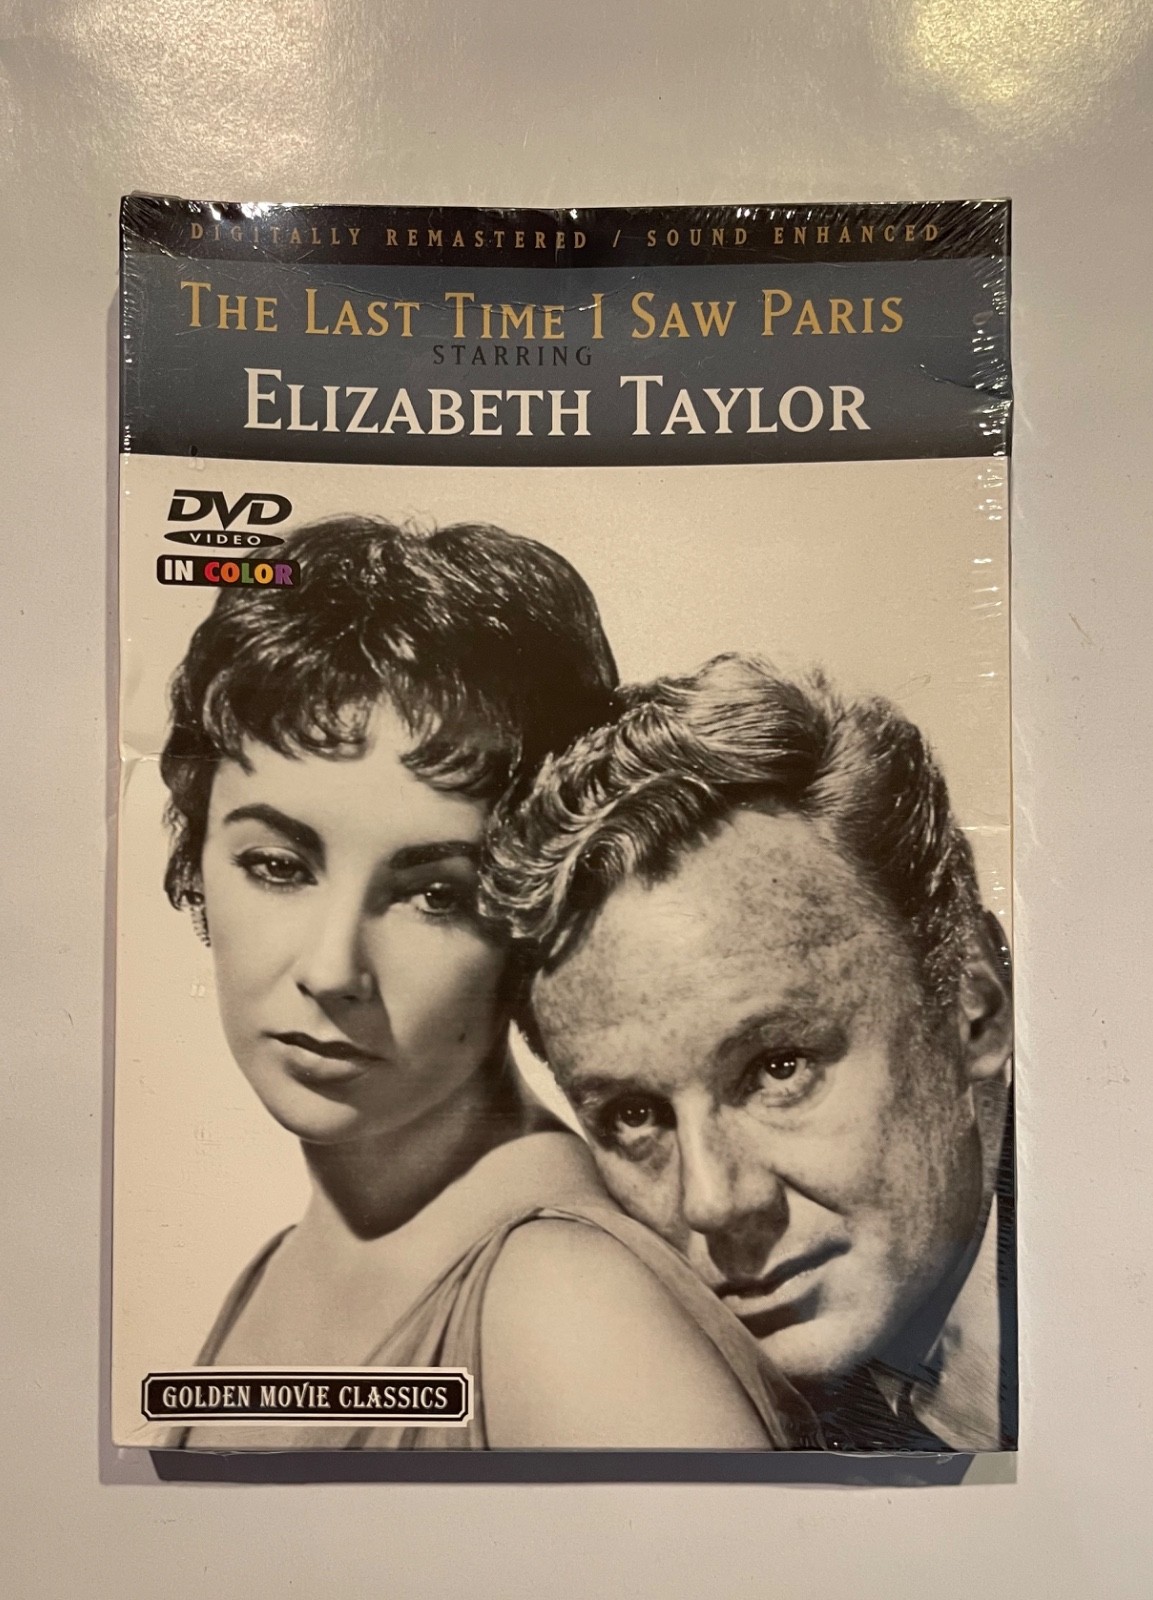 DIGITALLY REMASTERED / SOUND ENHANCED
THE LAST TIME I SAW PARIS
STARRING
ELIZABETH TAYLOR
DVD
VIDEO
IN COLOR
GOLDEN MOVIE CLASSICS